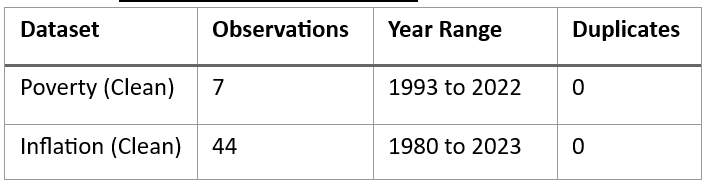 Dataset Observations Year Range Duplicates
Poverty (Clean) 7 1993 to 2022 0
Inflation (Clean) 44 1980 to 2023 0